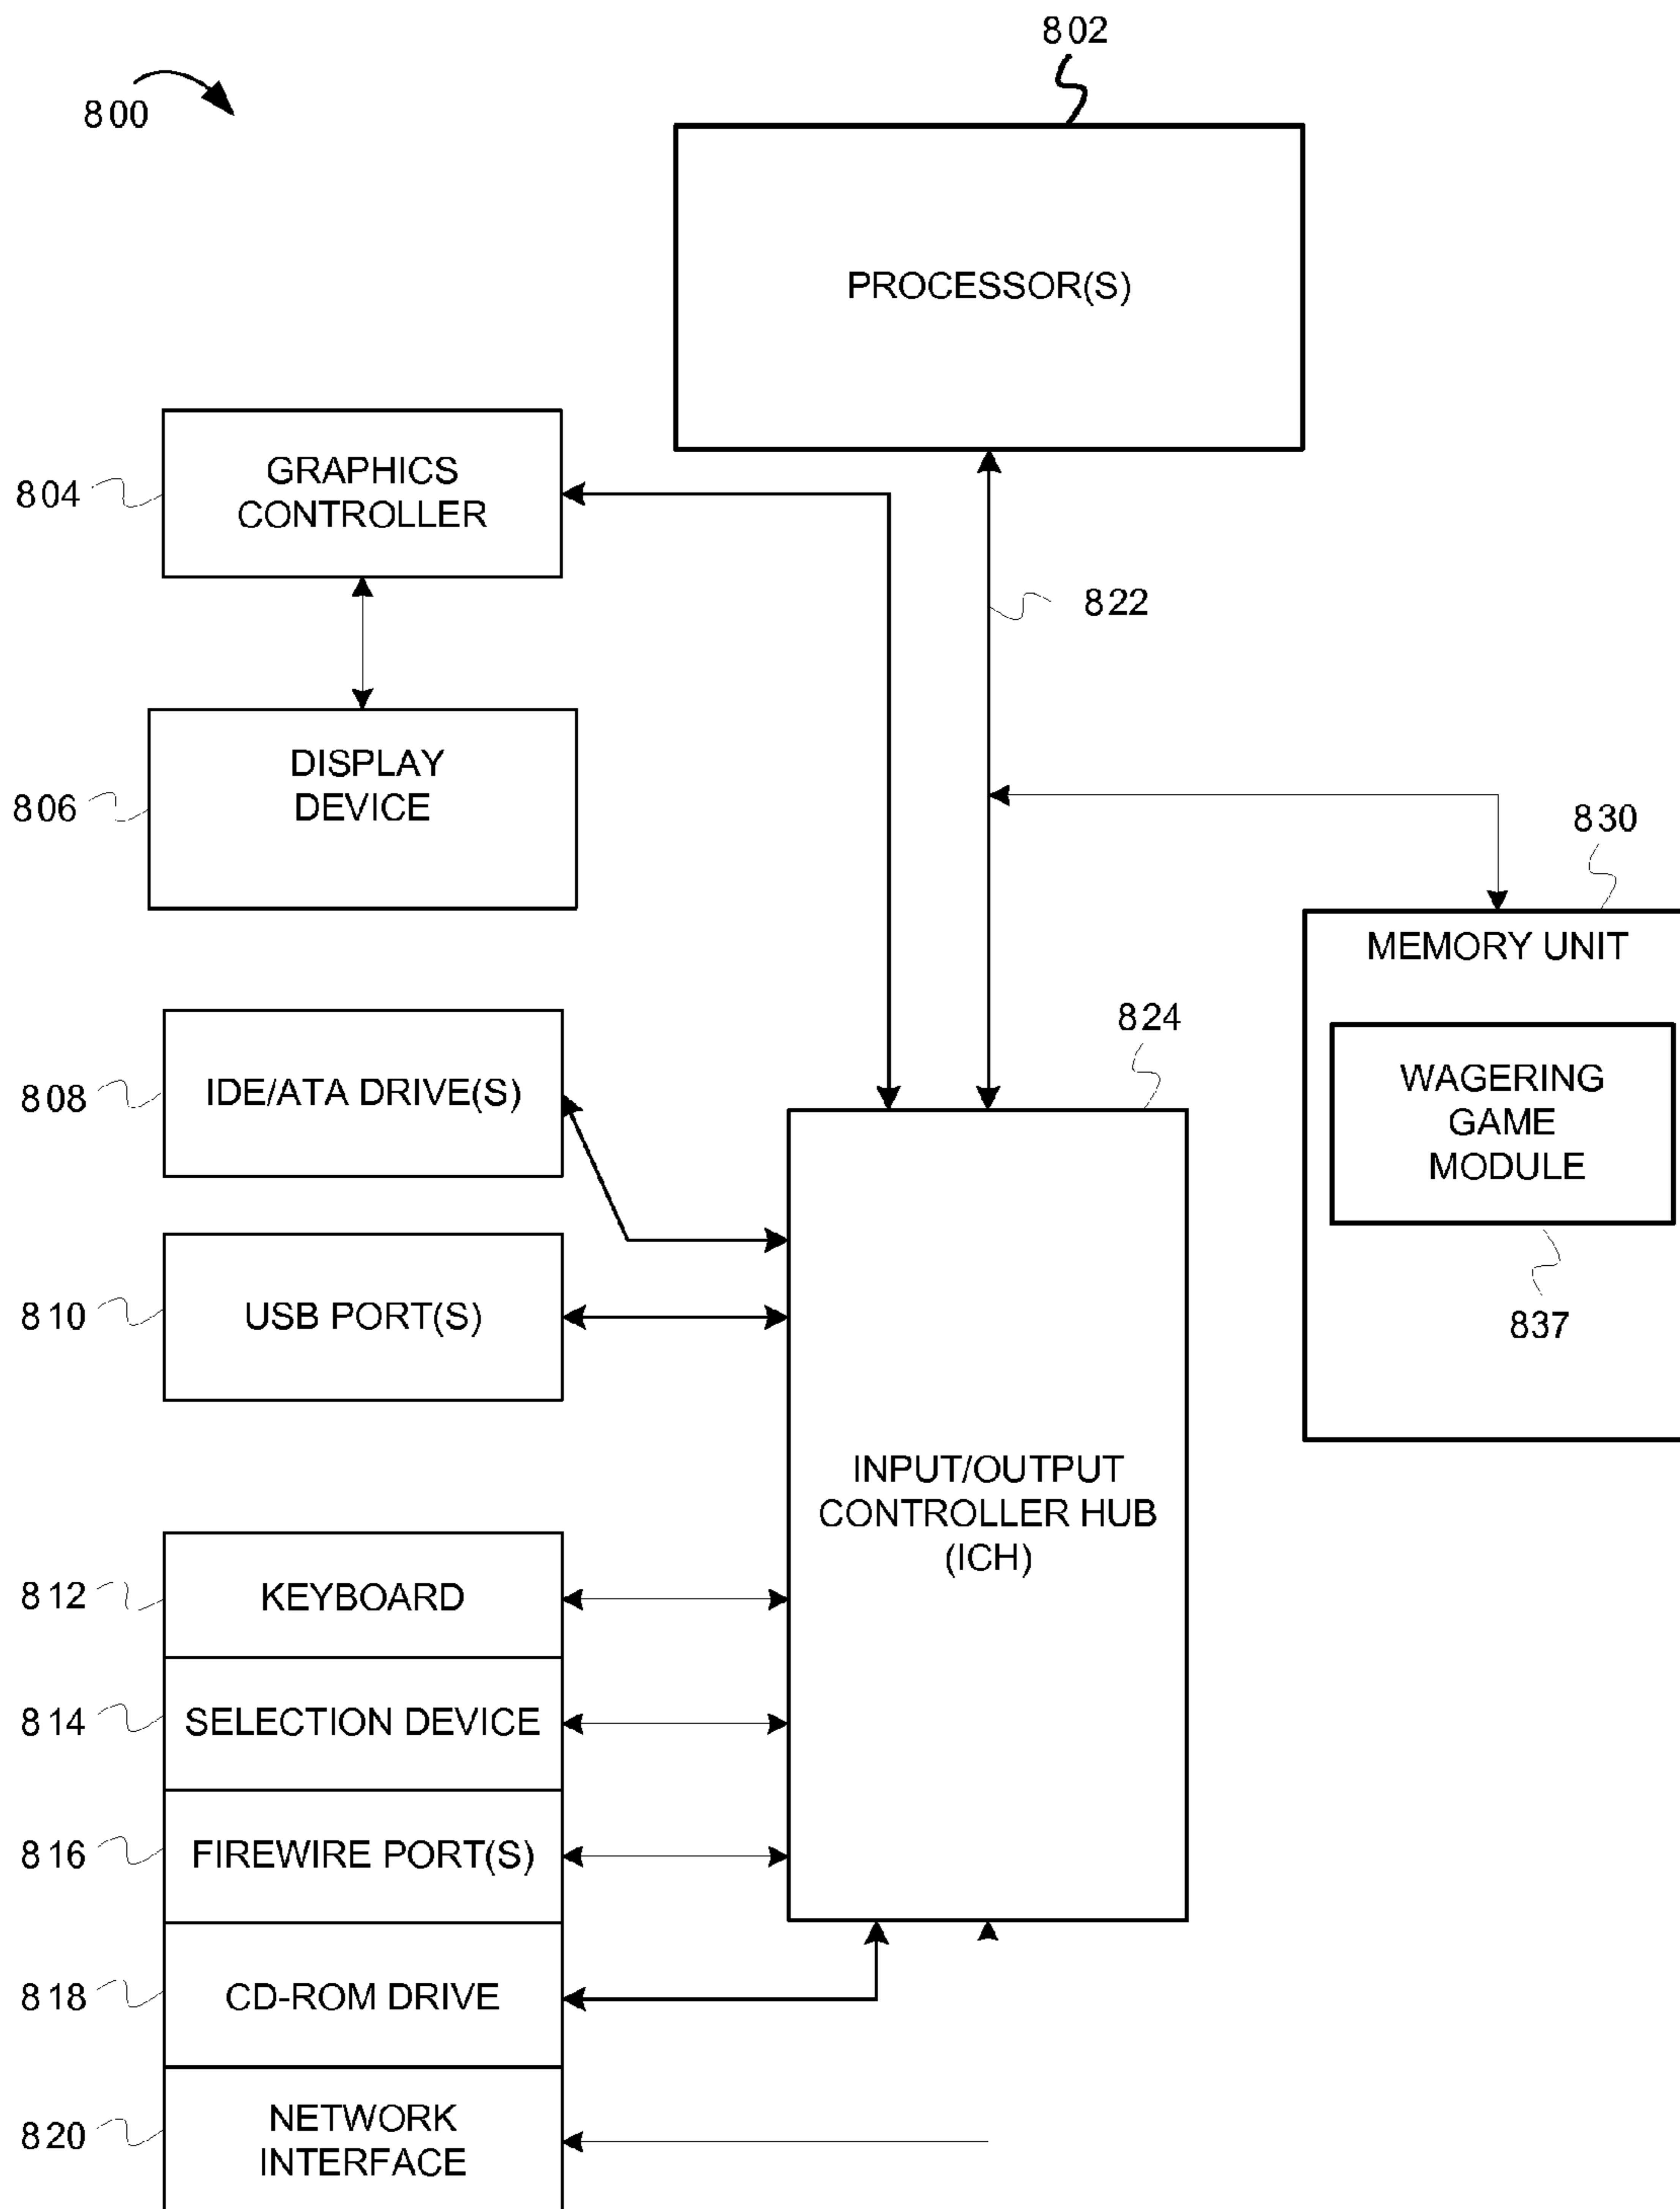 802
800
PROCESSOR(S)
804
GRAPHICS
CONTROLLER
822
806
DISPLAY
DEVICE
830
MEMORY UNIT
824
808
IDE/ATA DRIVE(S)
WAGERING
GAME
MODULE
810
USB PORT(S)
837
INPUT/OUTPUT
CONTROLLER HUB
(ICH)
812
KEYBOARD
814
SELECTION DEVICE
816
FIREWIRE PORT(S)
818
CD-ROM DRIVE
820
NETWORK
INTERFACE